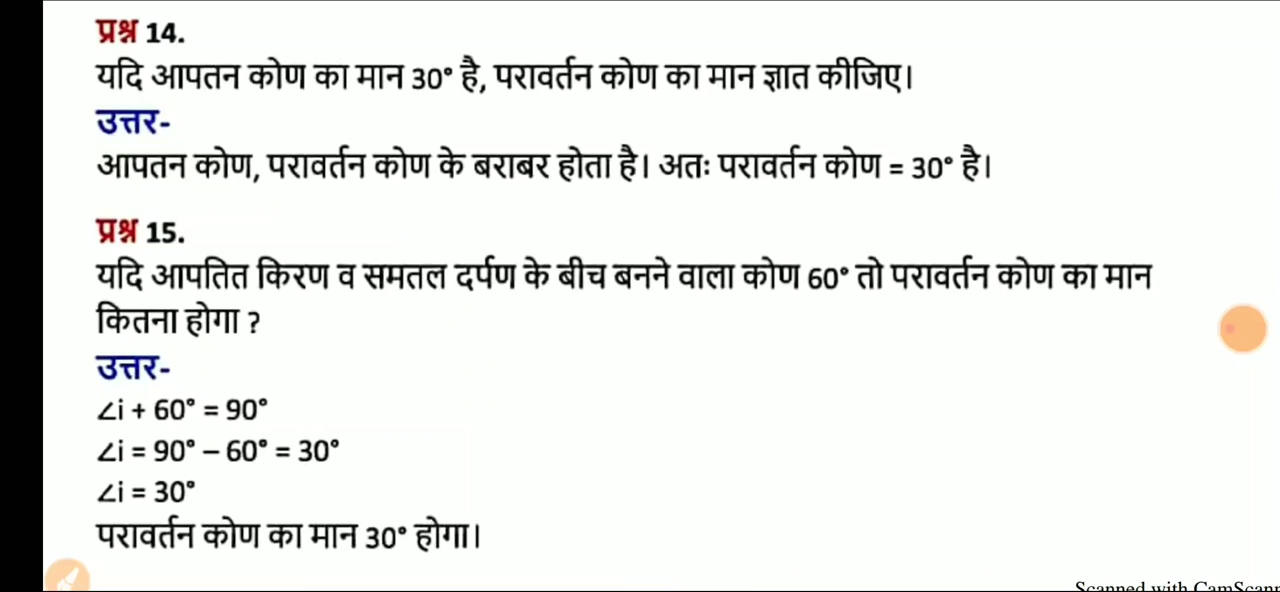 प्रश्न 14.
यदि आपतन कोण का मान 30° है, परावर्तन कोण का मान ज्ञात कीजिए।
उत्तर-
आपतन कोण, परावर्तन कोण के बराबर होता है। अतः परावर्तन कोण = 30° है।
प्रश्न 15.
यदि आपतित किरण व समतल दर्पण के बीच बनने वाला कोण 60° तो परावर्तन कोण का मान
कितना होगा ?
उत्तर-
∠i + 60° = 90°
∠i = 90° – 60° = 30°
∠i = 30°
परावर्तन कोण का मान 30° होगा।
Scanned with CamScann